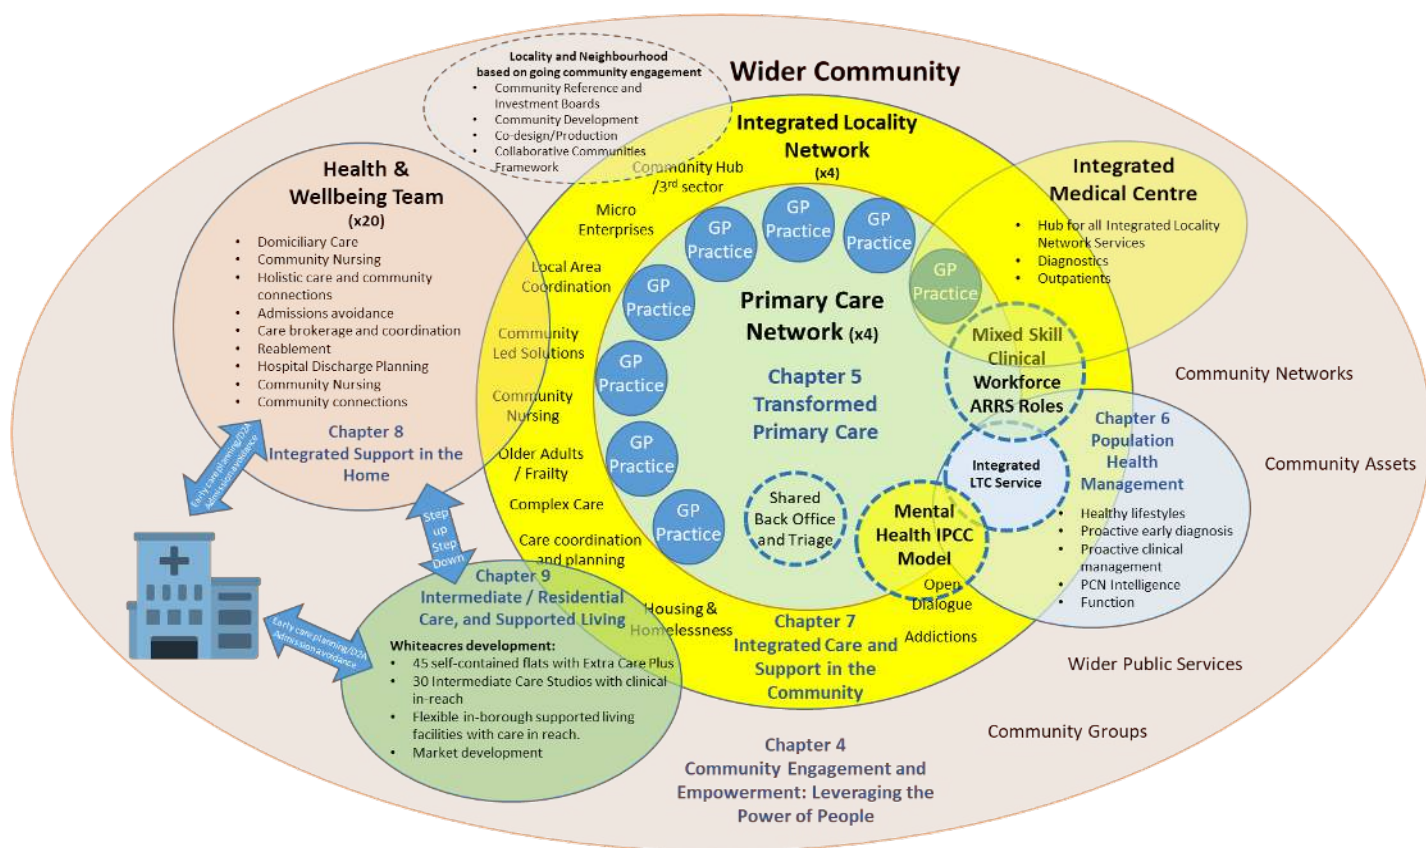 Locality and Neighbourhood
based on going community engagement
• Community Reference and
Investment Boards
• Community Development
• Co-design/Production
• Collaborative Communities
Framework
Wider Community
Integrated Locality
Network
(x4)
Community Hub
/3rd sector
Micro
Enterprises
Local Area
Coordination
Community
Led Solutions
Community
Nursing
Older Adults
/ Frailty
Complex Care
Care coordination
and planning
Housing &
Homelessness
Health &
Wellbeing Team
(x20)
• Domiciliary Care
• Community Nursing
• Holistic care and community
connections
• Admissions avoidance
• Care brokerage and coordination
• Reablement
• Hospital Discharge Planning
• Community Nursing
• Community connections
Chapter 8
Integrated Support in the
Home
Integrated
Medical Centre
• Hub for all Integrated Locality
Network Services
• Diagnostics
• Outpatients
GP
Practice
GP
Practice
GP
Practice
GP
Practice
GP
Practice
GP
Practice
GP
Practice
GP
Practice
Primary Care
Network (x4)
Chapter 5
Transformed
Primary Care
Mixed Skill
Clinical
Workforce
ARRS Roles
Integrated
LTC Service
Shared
Back Office
and Triage
Mental
Health IPCC
Model
Open
Dialogue
Addictions
Chapter 7
Integrated Care and
Support in the
Community
Chapter 6
Population
Health
Management
• Healthy lifestyles
• Proactive early diagnosis
• Proactive clinical
management
• PCN Intelligence
• Function
Community Networks
Community Assets
Wider Public Services
Community Groups
Early care planning/D2A
Admission avoidance
Step
up
Step
Down
Early care planning/D2A
Admission avoidance
Chapter 9
Intermediate / Residential
Care, and Supported Living
Whiteacres development:
• 45 self-contained flats with Extra Care Plus
• 30 Intermediate Care Studios with clinical
in-reach
• Flexible in-borough supported living
facilities with care in reach.
• Market development
Chapter 4
Community Engagement and
Empowerment: Leveraging the
Power of People